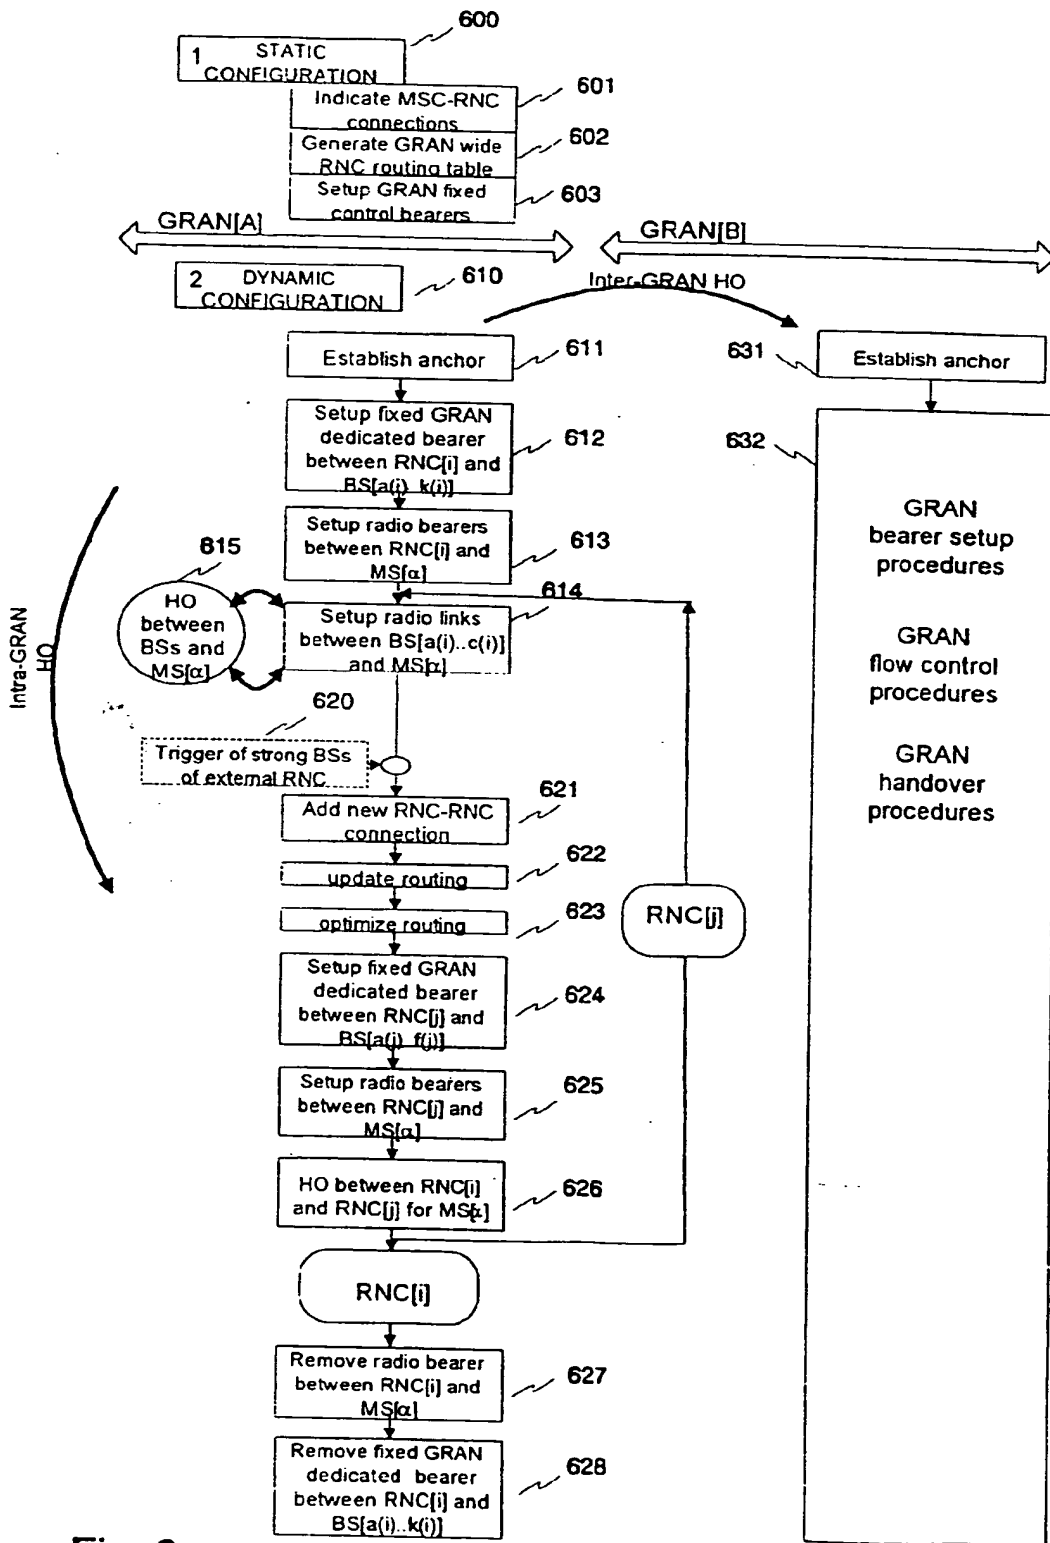 600
1 STATIC
CONFIGURATION
601
Indicate MSC-RNC
connections
602
Generate GRAN wide
RNC routing table
603
Setup GRAN fixed
control bearers
GRAN[A]
GRAN[B]
2 DYNAMIC
CONFIGURATION
610
Inter-GRAN HO
Establish anchor
611
631
Establish anchor
Setup fixed GRAN
dedicated bearer
between RNC[i] and
BS[a(i)..k(i)]
612
632
Setup radio bearers
between RNC[i] and
MS[α]
613
GRAN
bearer setup
procedures
615
HO
between
BSs and
MS[α]
614
Setup radio links
between BS[a(i)..c(i)]
and MS[α]
GRAN
flow control
procedures
Intra-GRAN
HO
620
Trigger of strong BSs
of external RNC
GRAN
handover
procedures
621
Add new RNC-RNC
connection
622
update routing
623
optimize routing
RNC[j]
Setup fixed GRAN
dedicated bearer
between RNC[j] and
BS[a(j)..f(j)]
624
Setup radio bearers
between RNC[j] and
MS[α]
625
HO between RNC[i]
and RNC[j] for MS[α]
626
RNC[i]
Remove radio bearer
between RNC[i] and
MS[α]
627
Remove fixed GRAN
dedicated bearer
between RNC[i] and
BS[a(i)..k(i)]
628